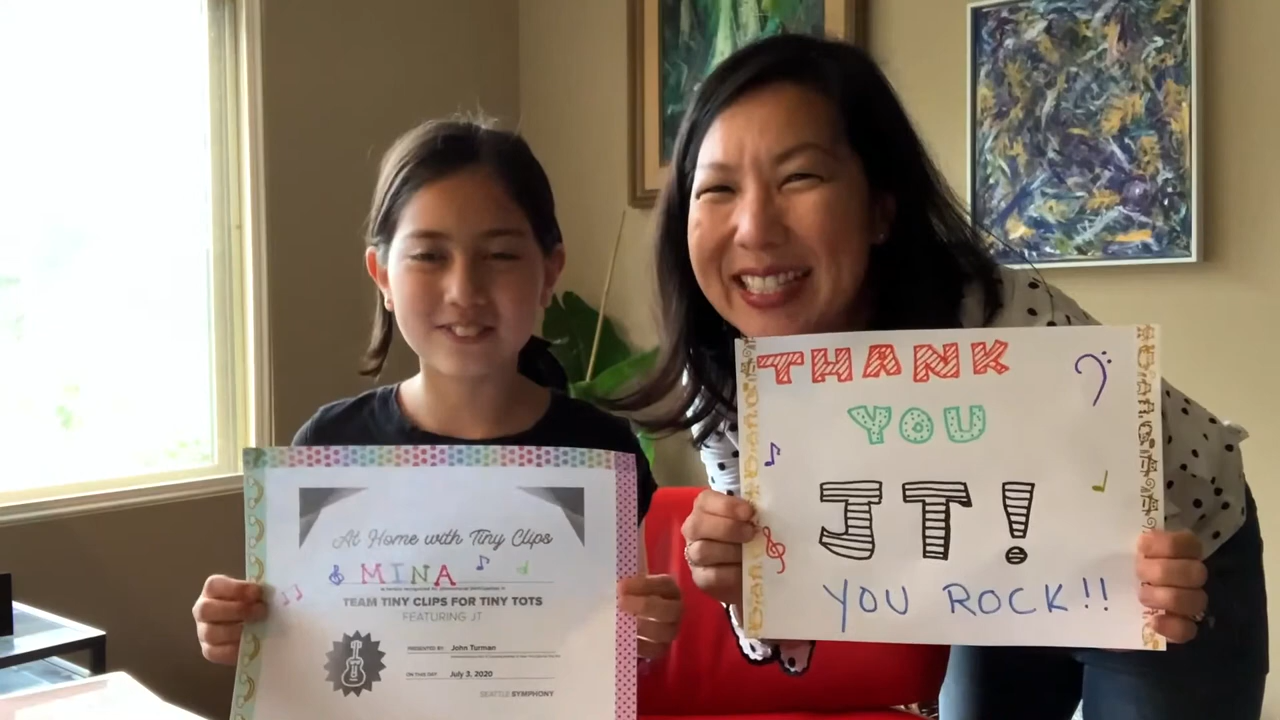 At Home with Tiny Clips
MINA
TEAM TINY CLIPS FOR TINY TOTS
FEATURING JT
PRESENTED BY John Turman
ON THIS DAY July 3, 2020
SEATTLE SYMPHONY
THANK
YOU
JT!
YOU ROCK!!